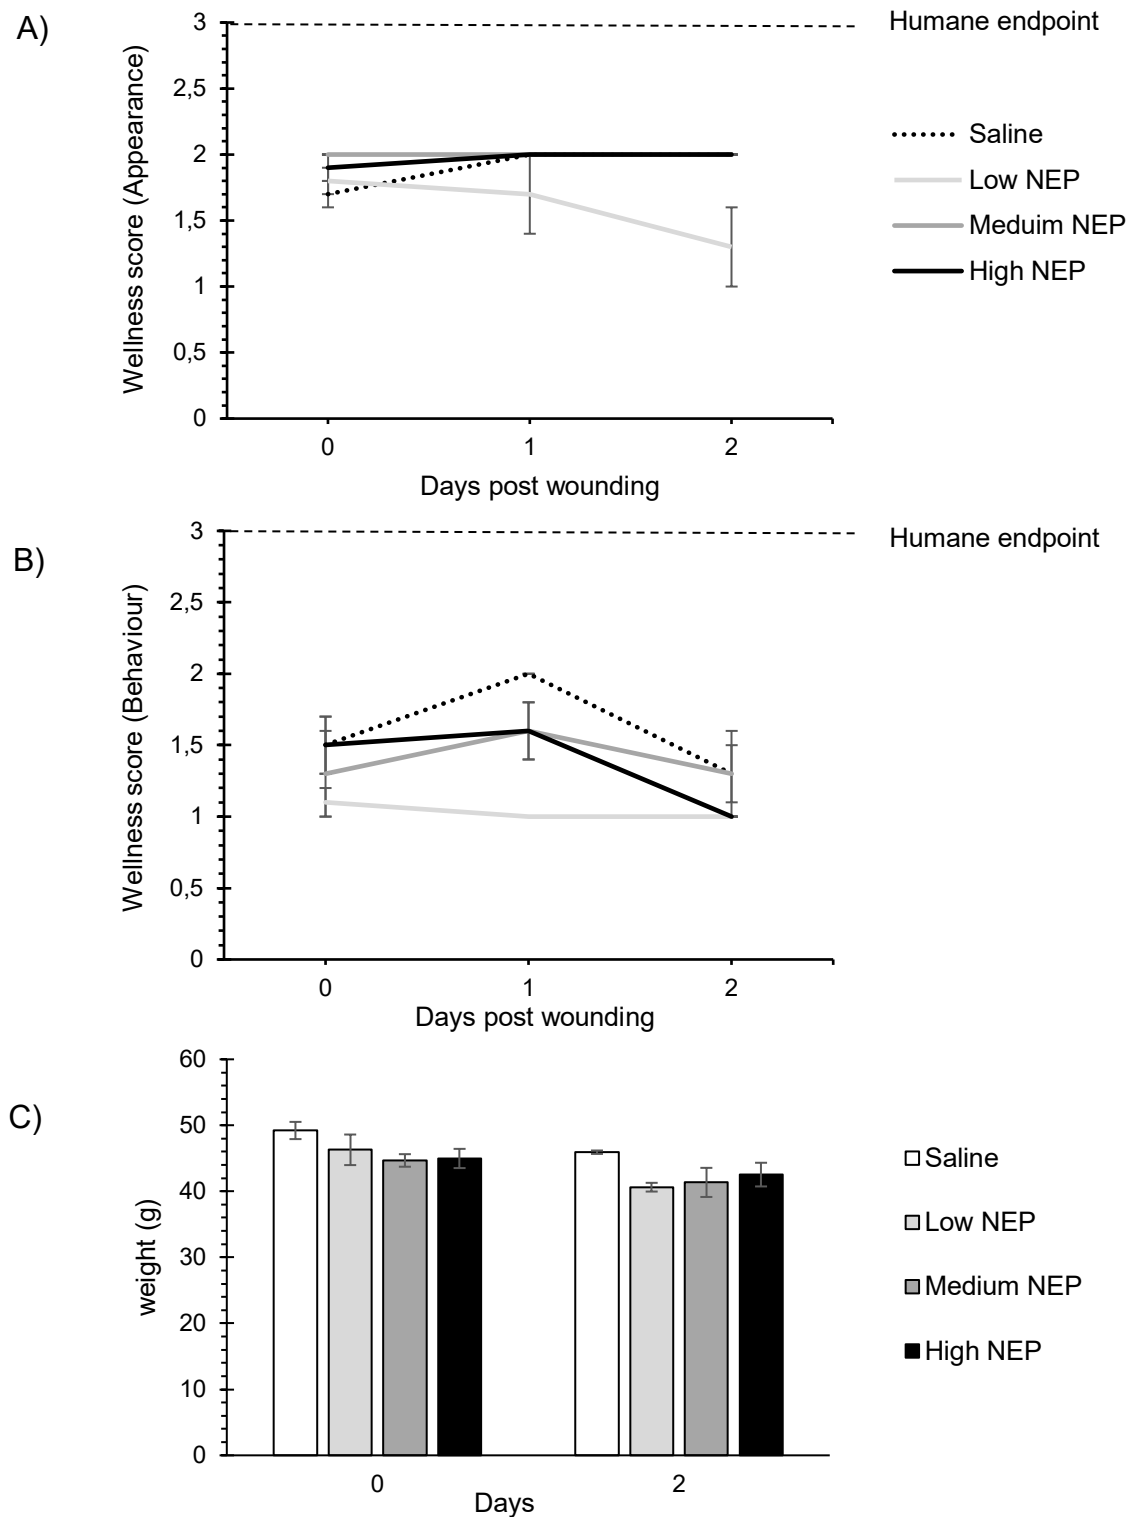 A)
Wellness score (Appearance)
3
2,5
2
1,5
1
0,5
0
0 1 2
Days post wounding
Humane endpoint
Saline
Low NEP
Meduim NEP
High NEP
B)
Wellness score (Behaviour)
3
2,5
2
1,5
1
0,5
0
0 1 2
Days post wounding
Humane endpoint
C)
weight (g)
60
50
40
30
20
10
0
0 2
Days
Saline
Low NEP
Medium NEP
High NEP